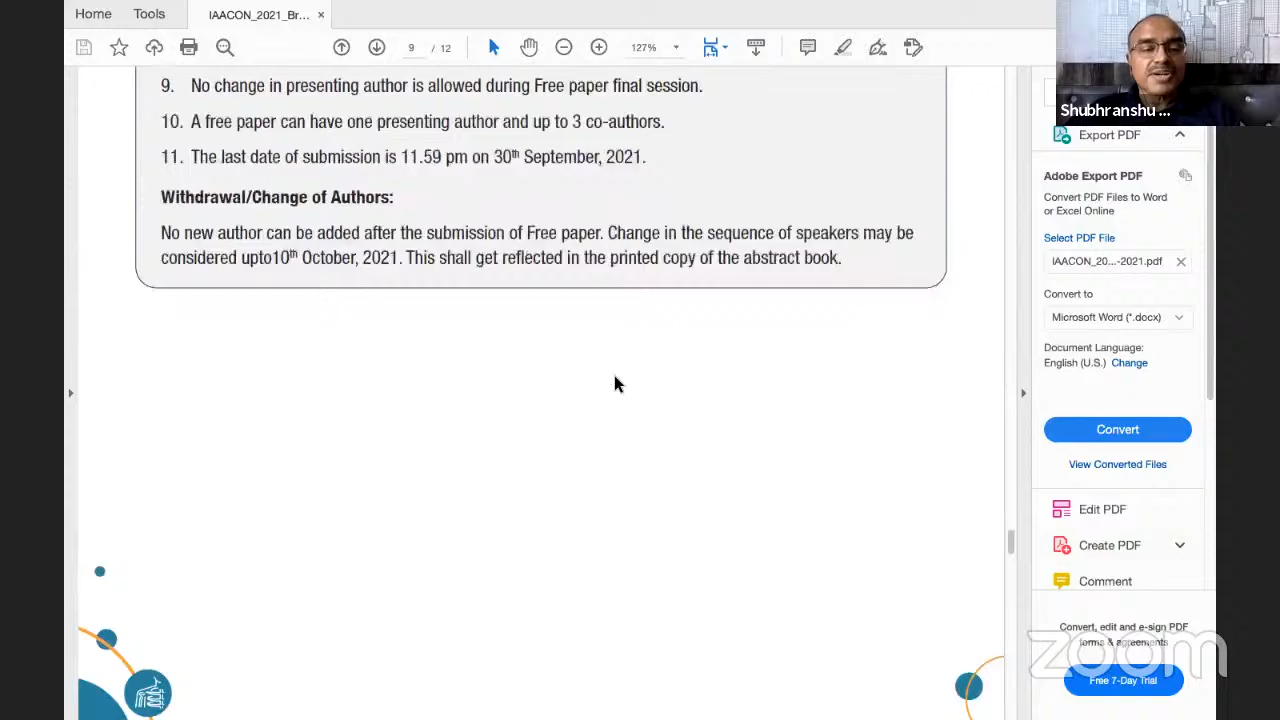 Home
Tools
IAACON_2021_Br...
×
9
/ 12
127%
Shubhranshu ...
9. No change in presenting author is allowed during Free paper final session.
10. A free paper can have one presenting author and up to 3 co-authors.
11. The last date of submission is 11.59 pm on 30th September, 2021.
Withdrawal/Change of Authors:
No new author can be added after the submission of Free paper. Change in the sequence of speakers may be
considered upto10th October, 2021. This shall get reflected in the printed copy of the abstract book.
Export PDF
Adobe Export PDF
Convert PDF Files to Word
or Excel Online
Select PDF File
IAACON_20...-2021.pdf
Convert to
Microsoft Word (*.docx)
Document Language:
English (U.S.) Change
Convert
View Converted Files
Edit PDF
Create PDF
Comment
Convert, edit and e-sign PDF
forms & agreements
zoom
Free 7-Day Trial